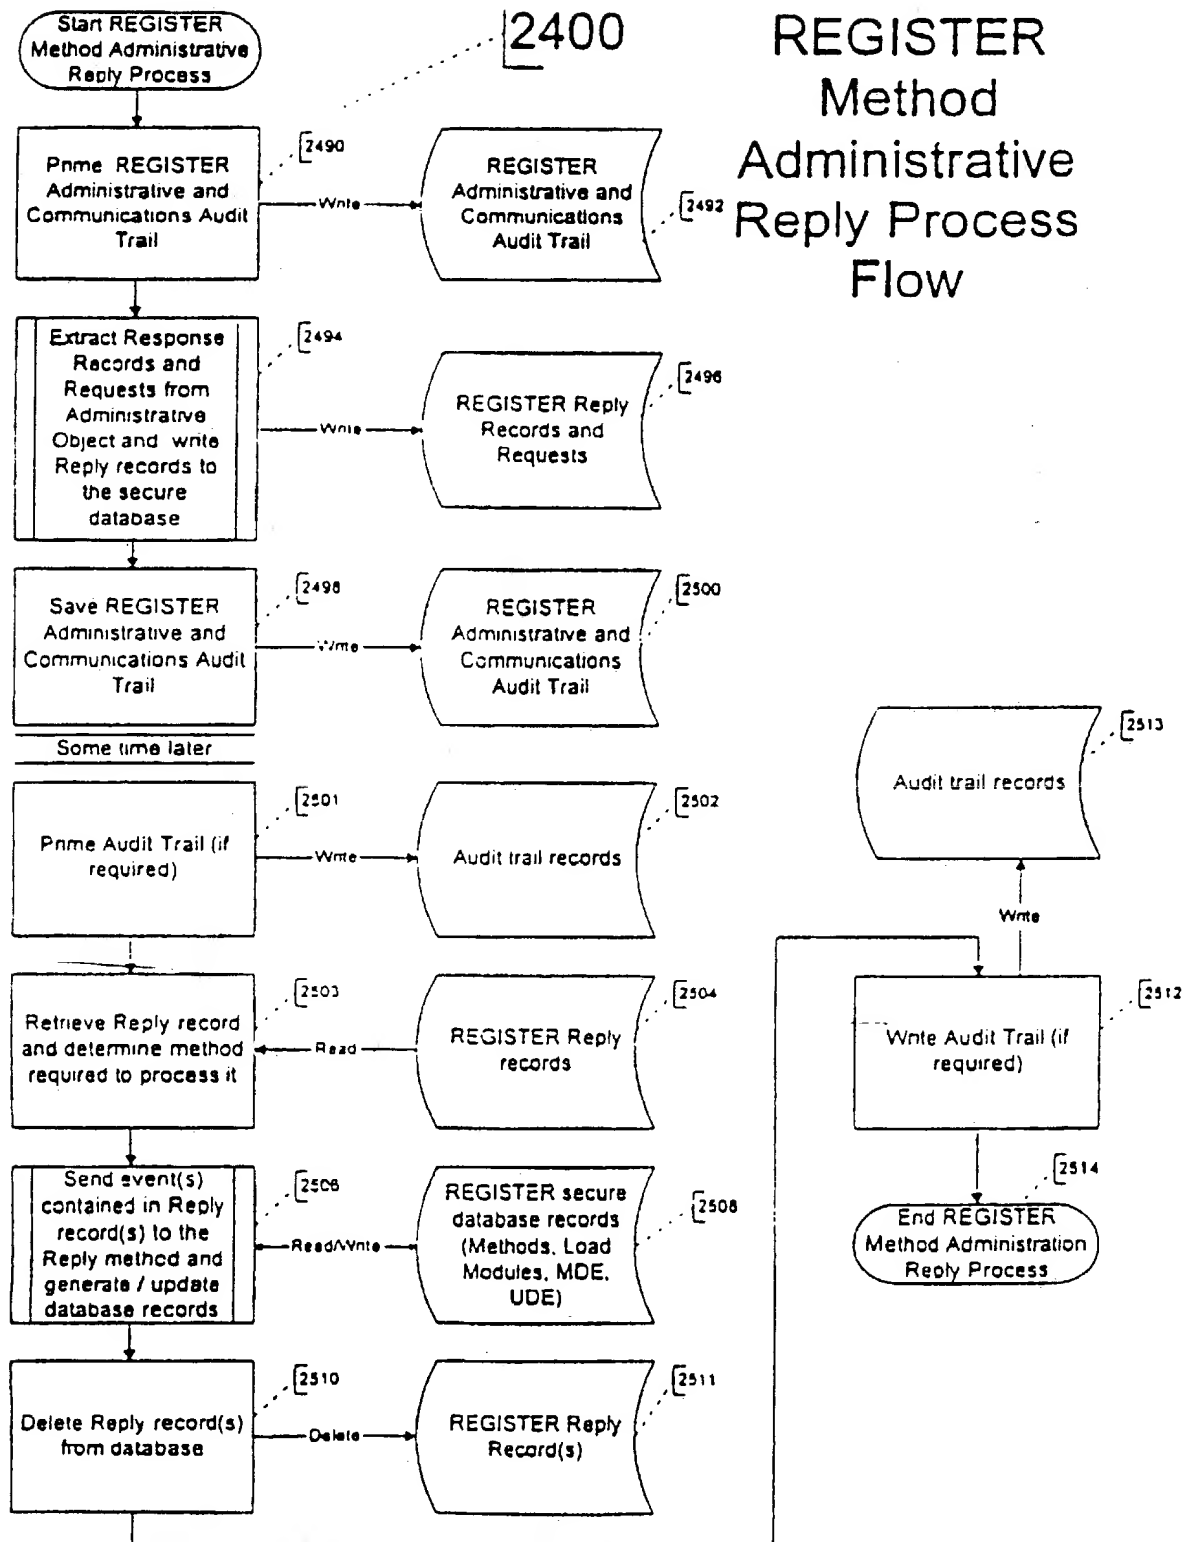 Start REGISTER
Method Administrative
Reply Process
2400
REGISTER
Method
Administrative
Reply Process
Flow
Prime REGISTER
Administrative and
Communications Audit
Trail
2490
Write
REGISTER
Administrative and
Communications
Audit Trail
2492
Extract Response
Records and
Requests from
Administrative
Object and write
Reply records to
the secure
database
2494
Write
REGISTER Reply
Records and
Requests
2496
Save REGISTER
Administrative and
Communications Audit
Trail
2498
Write
REGISTER
Administrative and
Communications
Audit Trail
2500
Some time later
Prime Audit Trail (if
required)
2501
Write
Audit trail records
2502
Retrieve Reply record
and determine method
required to process it
2503
Read
REGISTER Reply
records
2504
Send event(s)
contained in Reply
record(s) to the
Reply method and
generate / update
database records
2506
Read/Write
REGISTER secure
database records
(Methods, Load
Modules, MDE,
UDE)
2508
Delete Reply record(s)
from database
2510
Delete
REGISTER Reply
Record(s)
2511
Audit trail records
2513
Write
Write Audit Trail (if
required)
2512
2514
End REGISTER
Method Administration
Reply Process